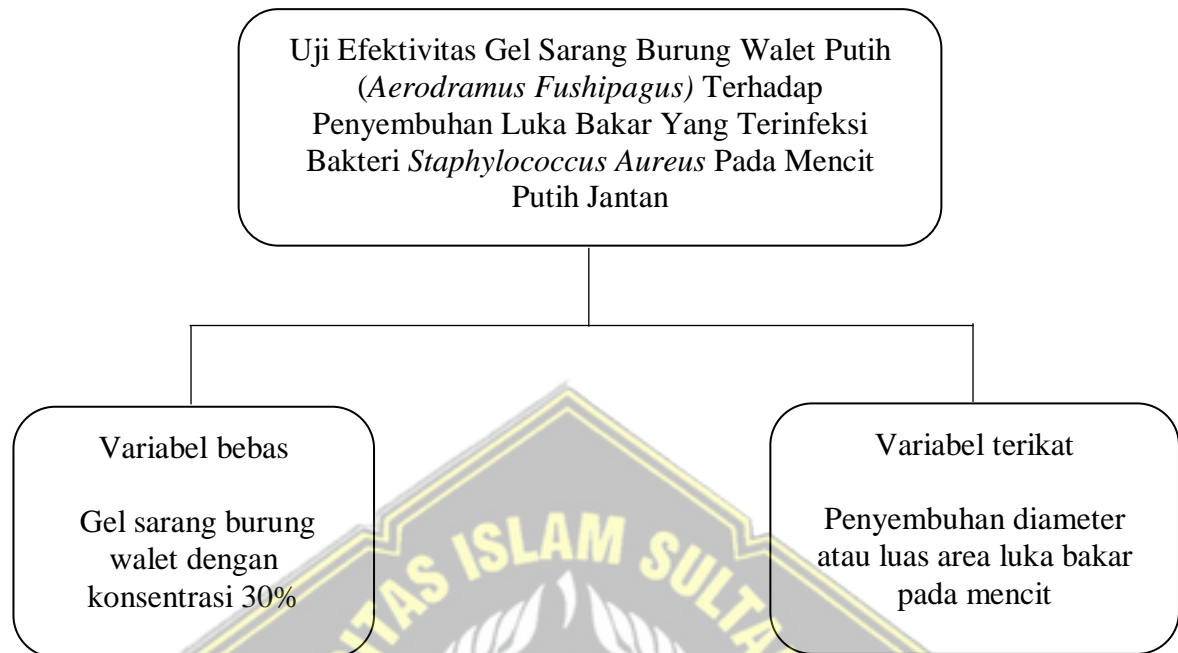 Uji Efektivitas Gel Sarang Burung Walet Putih
(Aerodramus Fushipagus) Terhadap
Penyembuhan Luka Bakar Yang Terinfeksi
Bakteri Staphylococcus Aureus Pada Mencit
Putih Jantan
Variabel bebas
Gel sarang burung
walet dengan
konsentrasi 30%
Variabel terikat
Penyembuhan diameter
atau luas area luka bakar
pada mencit
ISLAM